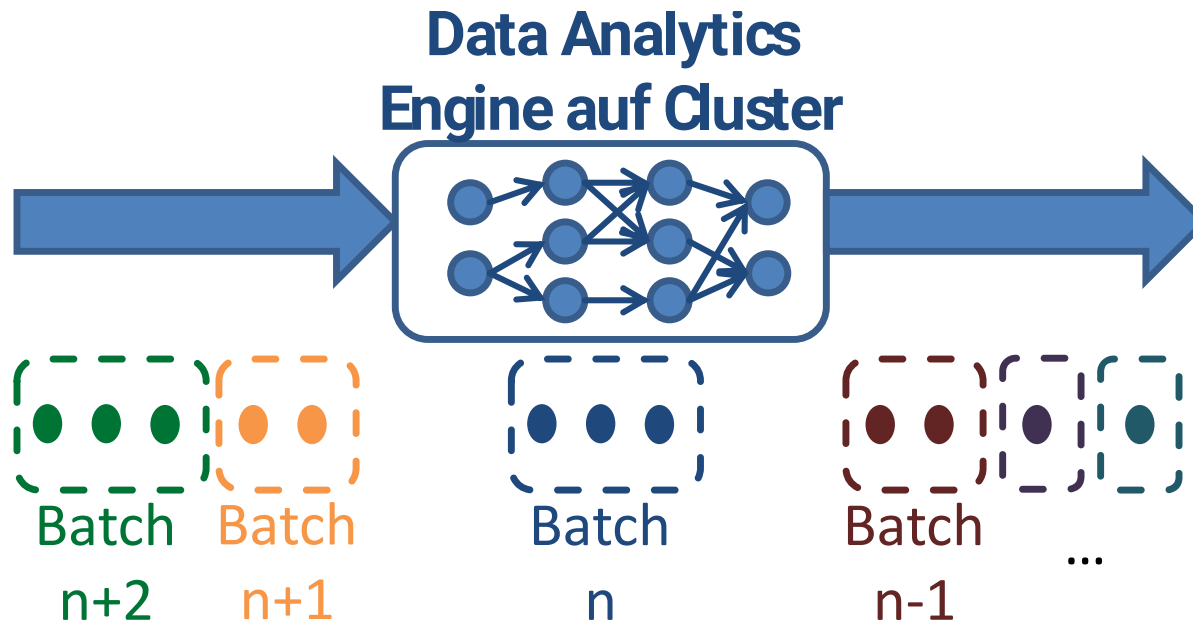 Data Analytics
Engine auf Cluster
Batch
n+2
Batch
n+1
Batch
n
Batch
n-1
...